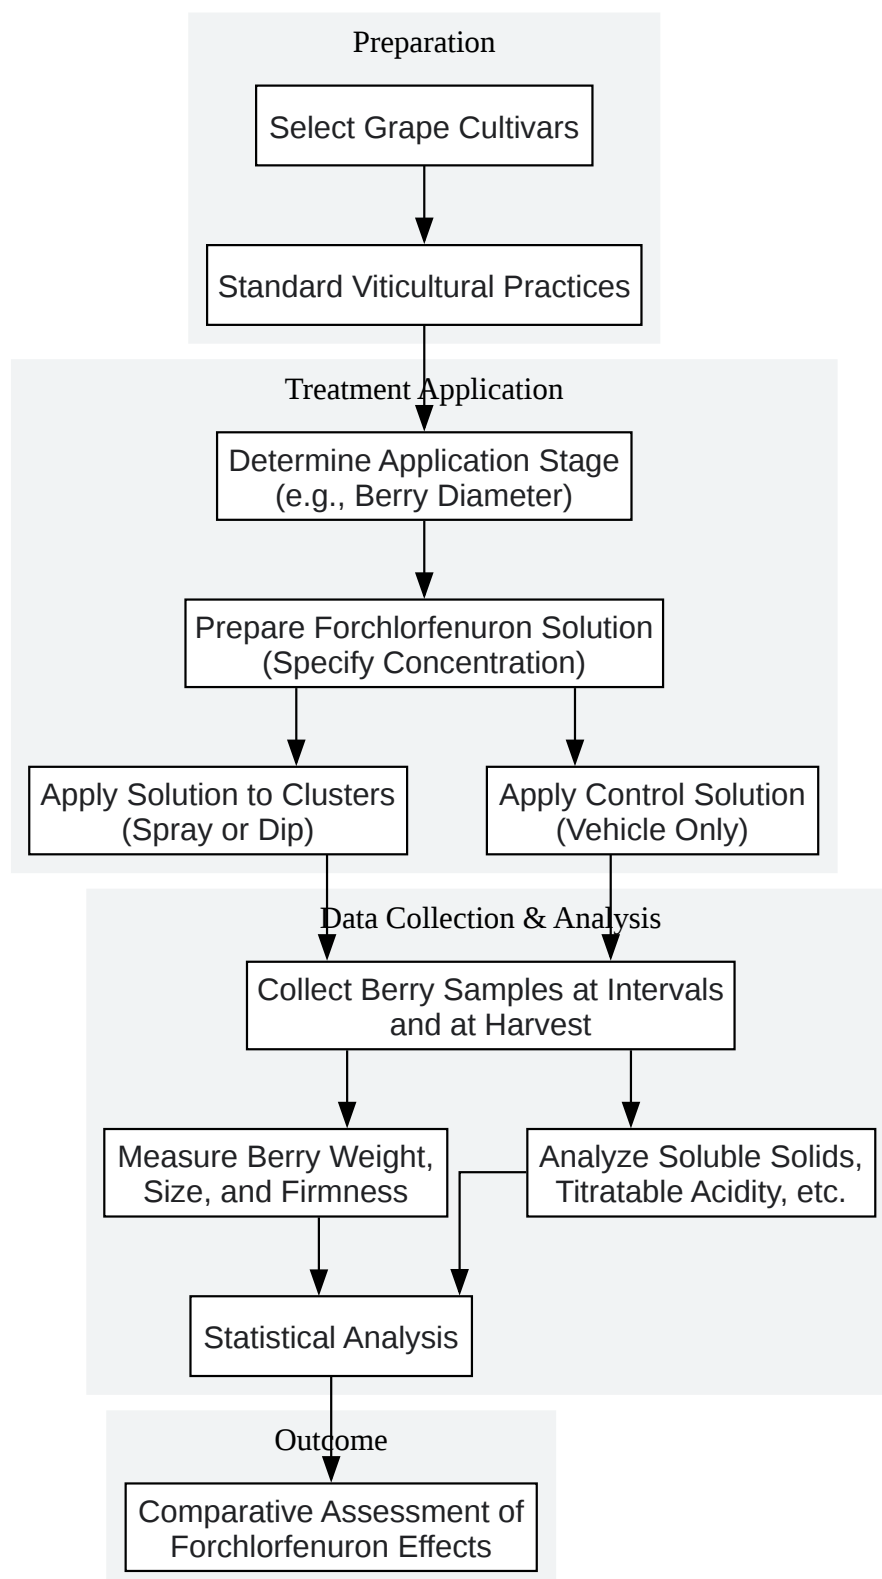 Preparation
Select Grape Cultivars
Standard Viticultural Practices
Treatment Application
Determine Application Stage
(e.g., Berry Diameter)
Prepare Forchlorfenuron Solution
(Specify Concentration)
Apply Solution to Clusters
(Spray or Dip)
Apply Control Solution
(Vehicle Only)
Data Collection & Analysis
Collect Berry Samples at Intervals
and at Harvest
Measure Berry Weight,
Size, and Firmness
Analyze Soluble Solids,
Titratable Acidity, etc.
Statistical Analysis
Outcome
Comparative Assessment of
Forchlorfenuron Effects